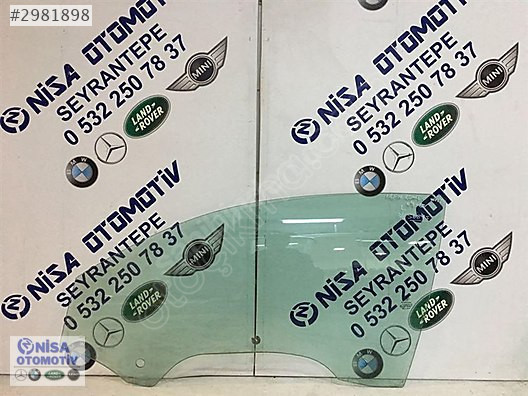 #2981898
NİSA OTOMOTİV
SEYRANTEPE
0 532 250 78 37
MINI
LAND-
ROVER
BMW
NİSA OTOMOTİV
SEYRANTEPE
0 532 250 78 37
MINI
LAND-
ROVER
BMW
NİSA OTOMOTİV
SEYRANTEPE
0 532 250 78 37
MINI
LAND-
ROVER
BMW
NİSA OTOMOTİV
SEYRANTEPE
0 532 250 78 37
MINI
LAND-
ROVER
BMW
NİSA
OTOMOTİV